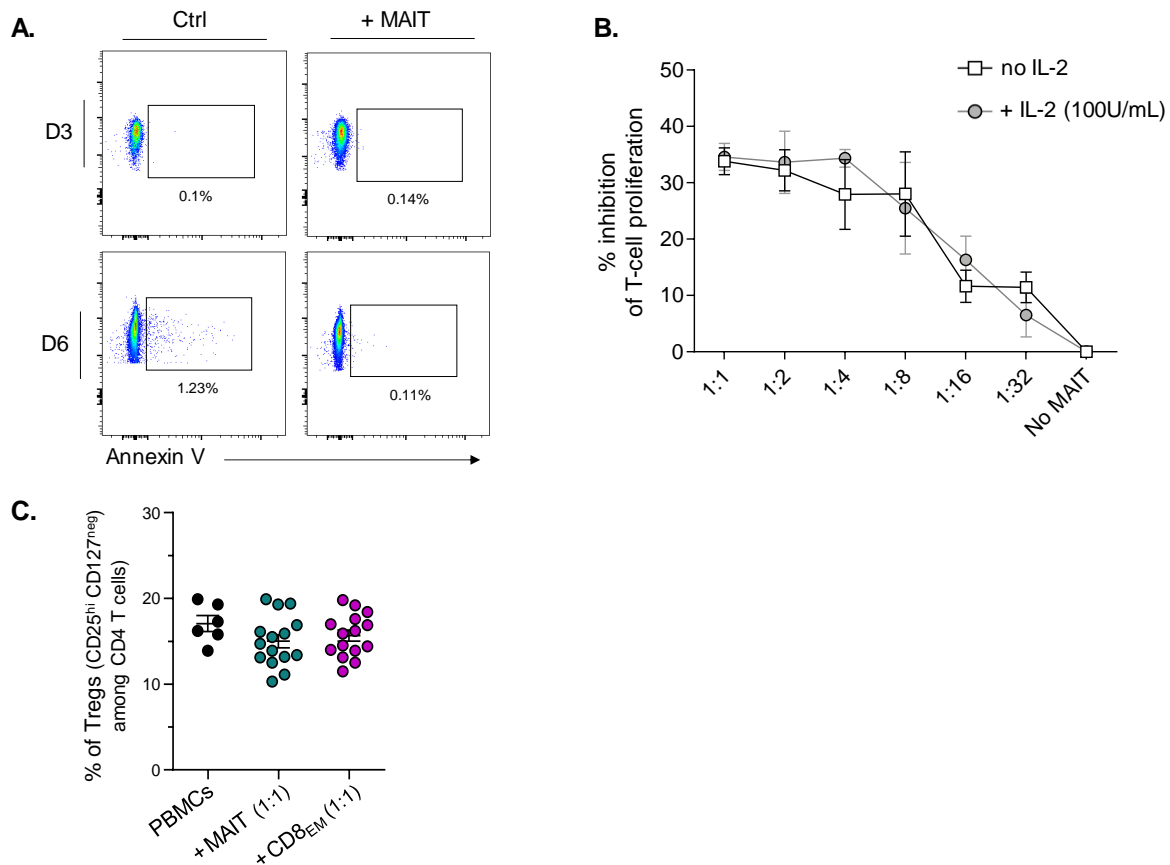 A.
Ctrl
+ MAIT
D3
0.1%
0.14%
D6
1.23%
0.11%
Annexin V
B.
no IL-2
+ IL-2 (100U/mL)
% inhibition
of T-cell proliferation
50
40
30
20
10
0
1:1
1:2
1:4
1:8
1:16
1:32
No MAIT
C.
% of Tregs (CD25hi CD127neg)
among CD4 T cells)
30
20
10
0
PBMCs
+MAIT (1:1)
+CD8EM (1:1)